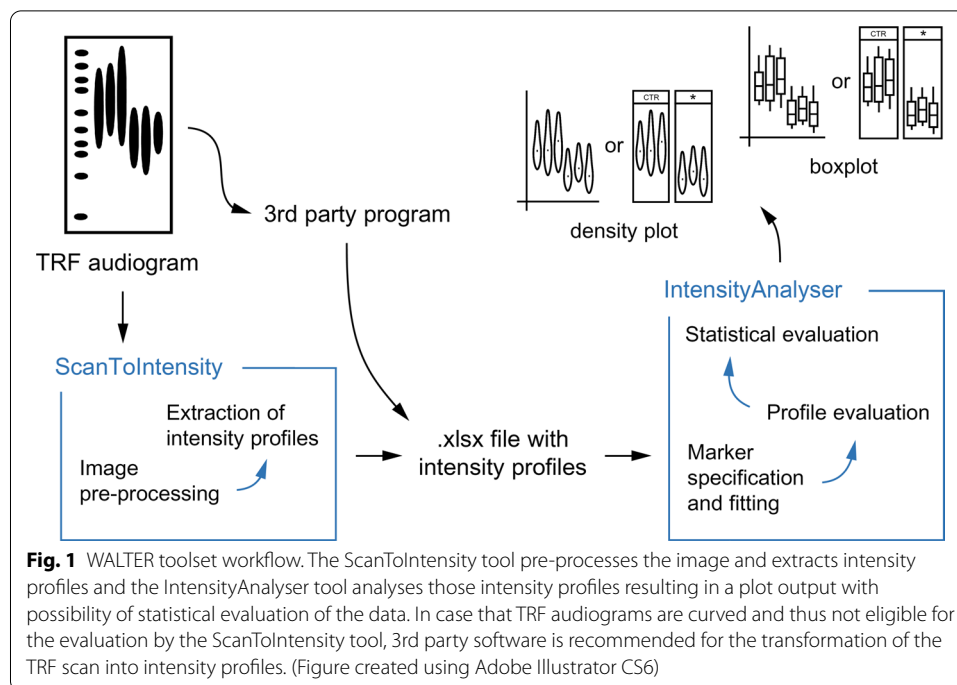 CTR
*
or
boxplot
CTR
*
or
density plot
3rd party program
TRF audiogram
ScanToIntensity
Extraction of
intensity profiles
Image
pre-processing
.xlsx file with
intensity profiles
IntensityAnalyser
Statistical evaluation
Profile evaluation
Marker
specification
and fitting
Fig. 1 WALTER toolset workflow. The ScanToIntensity tool pre-processes the image and extracts intensity
profiles and the IntensityAnalyser tool analyses those intensity profiles resulting in a plot output with
possibility of statistical evaluation of the data. In case that TRF audiograms are curved and thus not eligible for
the evaluation by the ScanToIntensity tool, 3rd party software is recommended for the transformation of the
TRF scan into intensity profiles. (Figure created using Adobe Illustrator CS6)